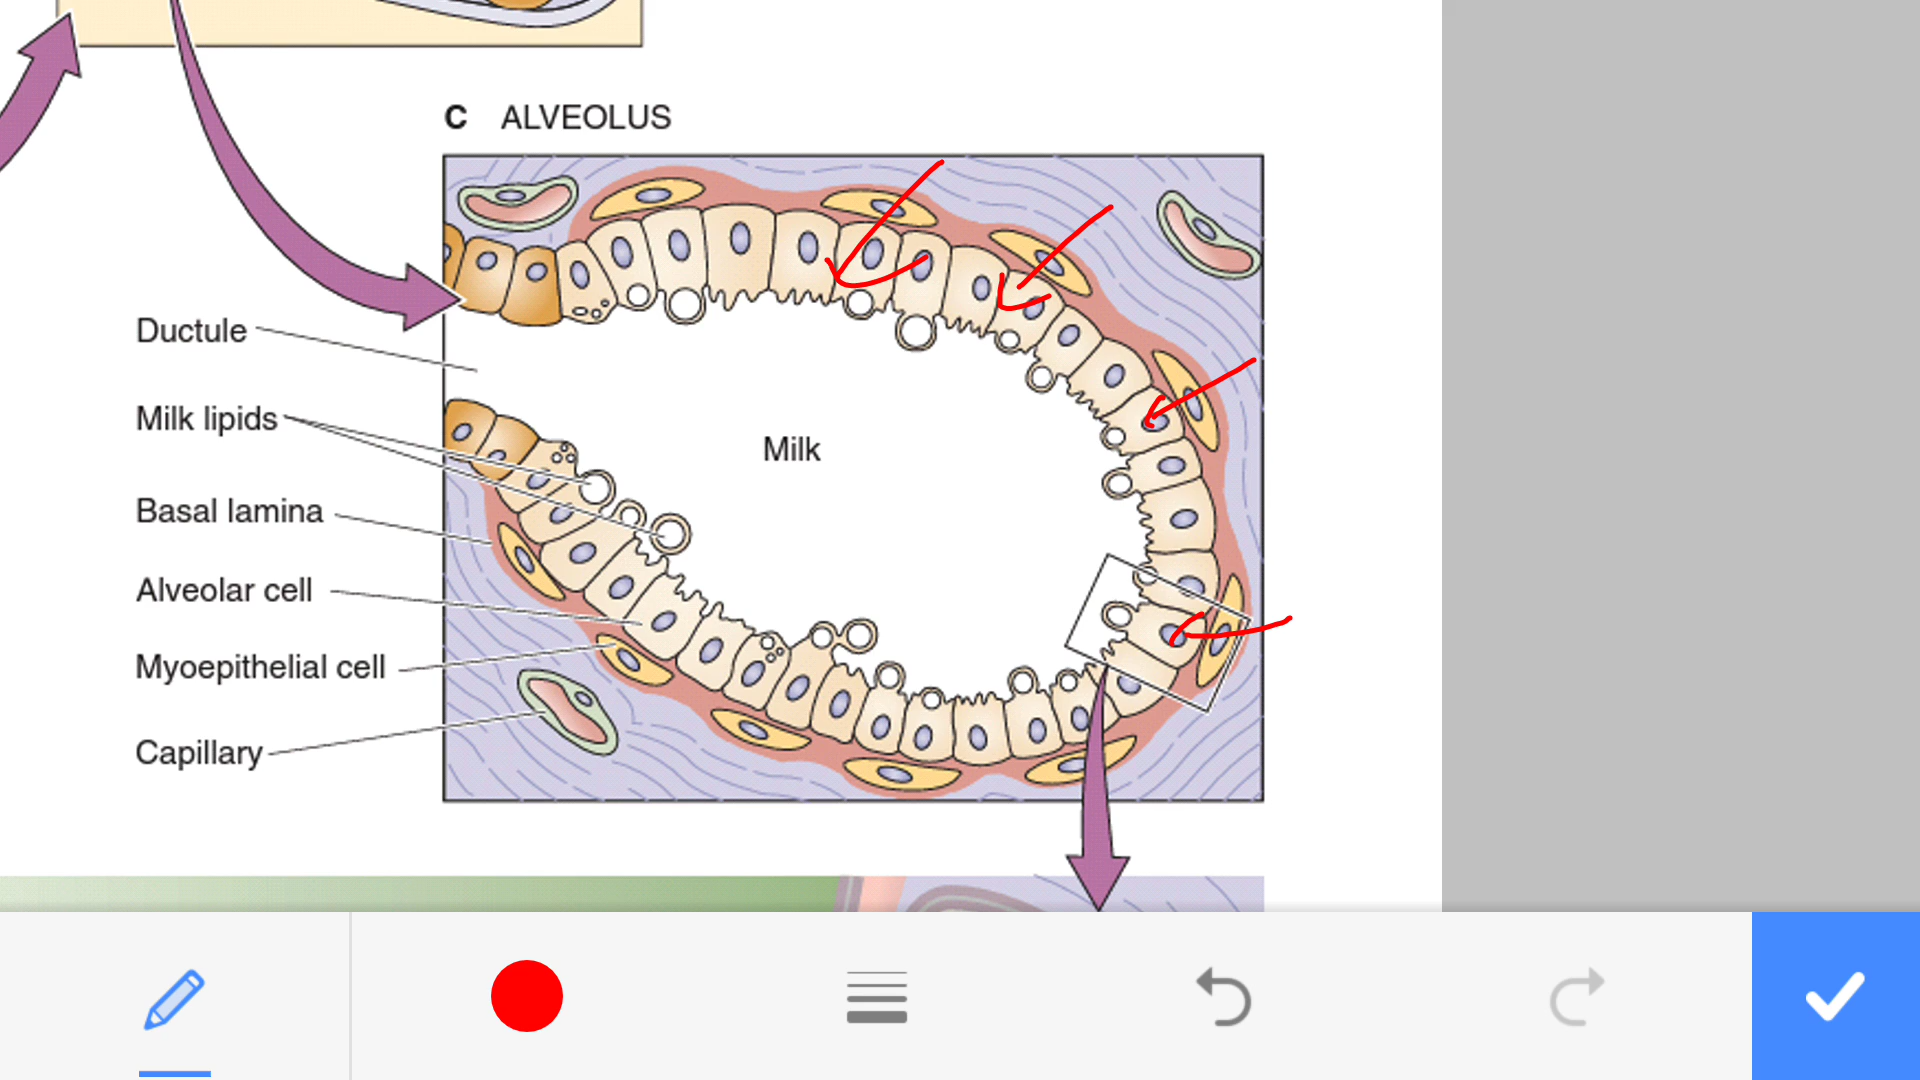 C ALVEOLUS
Ductule
Milk lipids
Milk
Basal lamina
Alveolar cell
Myoepithelial cell
Capillary